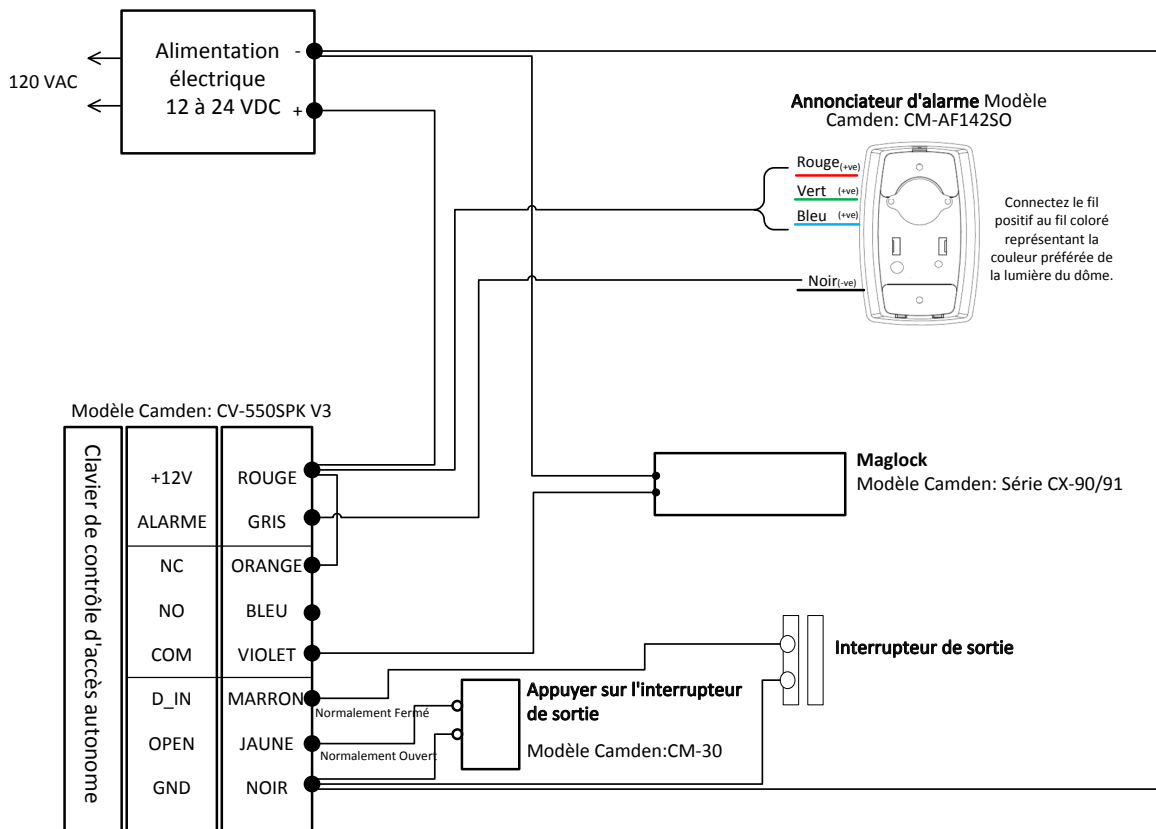 Alimentation
électrique
12 à 24 VDC
-
+
120 VAC
Annonciateur d'alarme Modèle
Camden: CM-AF142SO
Rouge(+ve)
Vert (+ve)
Bleu (+ve)
Noir(-ve)
Connectez le fil
positif au fil coloré
représentant la
couleur préférée de
la lumière du dôme.
Modèle Camden: CV-550SPK V3
Clavier de contrôle d'accès autonome
+12V ROUGE
ALARME GRIS
NC ORANGE
NO BLEU
COM VIOLET
D_IN MARRON
OPEN JAUNE
GND NOIR
Normalement Fermé
Normalement Ouvert
Maglock
Modèle Camden: Série CX-90/91
Interrupteur de sortie
Appuyer sur l'interrupteur
de sortie
Modèle Camden:CM-30